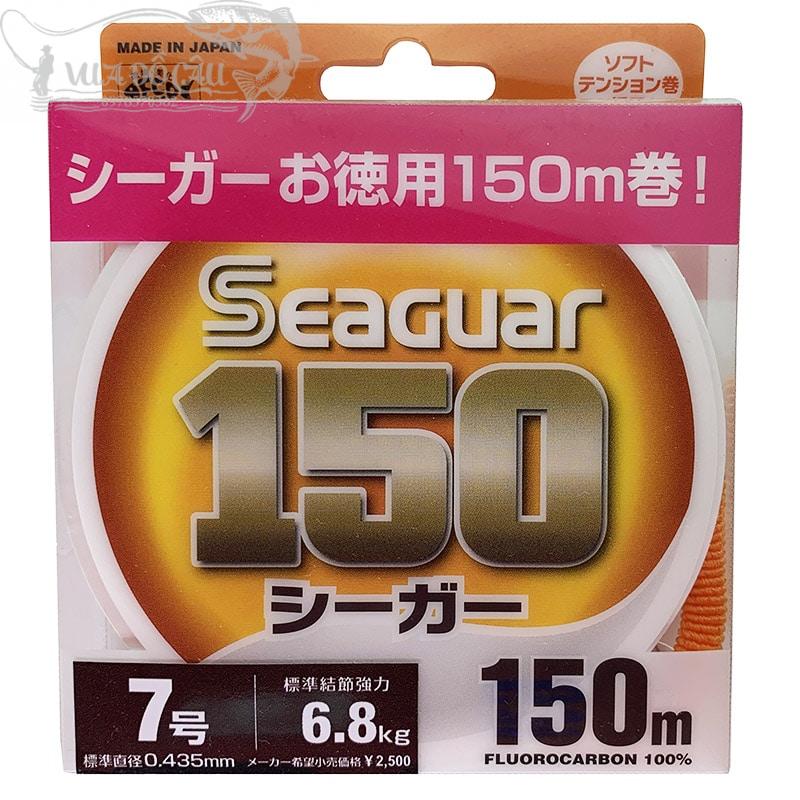 MADE IN JAPAN
VUA ĐỒ CÂU
ソフト
テンション巻
シーガーお徳用150m巻!
Seaguar
150
シーガー
7号
標準直径0.435mm
標準結節強力
6.8kg
メーカー希望小売価格¥2,500
150m
FLUOROCARBON 100%